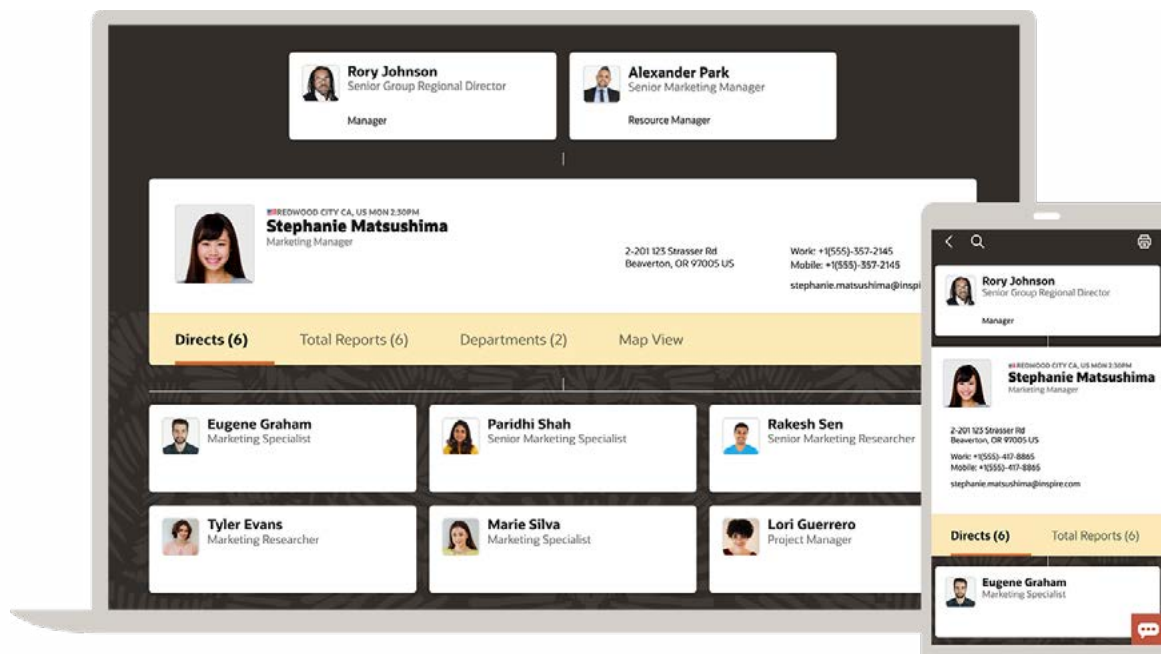 Rory Johnson
Senior Group Regional Director
Manager
Alexander Park
Senior Marketing Manager
Resource Manager
REDWOOD CITY CA, US MON 2:30PM
Stephanie Matsushima
Marketing Manager
2-201 123 Strasser Rd
Beaverton, OR 97005 US
Work: +1(555)-357-2145
Mobile: +1(555)-357-2145
stephanie.matsushima@inspi
Directs (6)
Total Reports (6)
Departments (2)
Map View
Eugene Graham
Marketing Specialist
Paridhi Shah
Senior Marketing Specialist
Rakesh Sen
Senior Marketing Researcher
Tyler Evans
Marketing Researcher
Marie Silva
Marketing Specialist
Lori Guerrero
Project Manager
Rory Johnson
Senior Group Regional Director
Manager
REDWOOD CITY CA, US MON 2:30PM
Stephanie Matsushima
Marketing Manager
2-201 123 Strasser Rd
Beaverton, OR 97005 US
Work: +1(555)-417-8865
Mobile: +1(555)-417-8865
stephanie.matsushima@inspire.com
Directs (6)
Total Reports (6)
Eugene Graham
Marketing Specialist